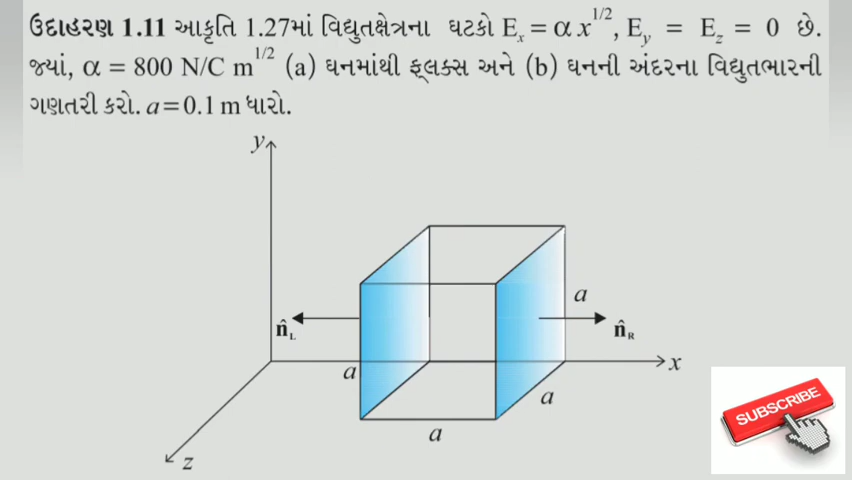 ઉદાહરણ 1.11 આકૃતિ 1.27માં વિદ્યુતક્ષેત્રના ઘટકો Eₓ = α x^1/2, E_y = E_z = 0 છે.
જ્યાં, α = 800 N/C m^1/2 (a) ઘનમાંથી ફ્લક્સ અને (b) ઘનની અંદરના વિદ્યુતભારની
ગણતરી કરો. a = 0.1 m ધારો.
y
a
n̂_L
n̂_R
x
a
a
a
z
SUBSCRIBE